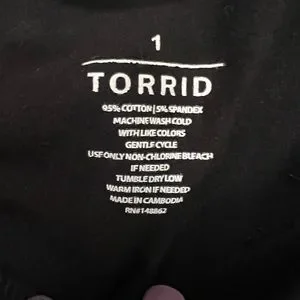 1
TORRID
95% COTTON | 5% SPANDEX
MACHINE WASH COLD
WITH LIKE COLORS
GENTLE CYCLE
USE ONLY NON-CHLORINE BLEACH
IF NEEDED
TUMBLE DRY LOW
WARM IRON IF NEEDED
MADE IN CAMBODIA
RN#148862